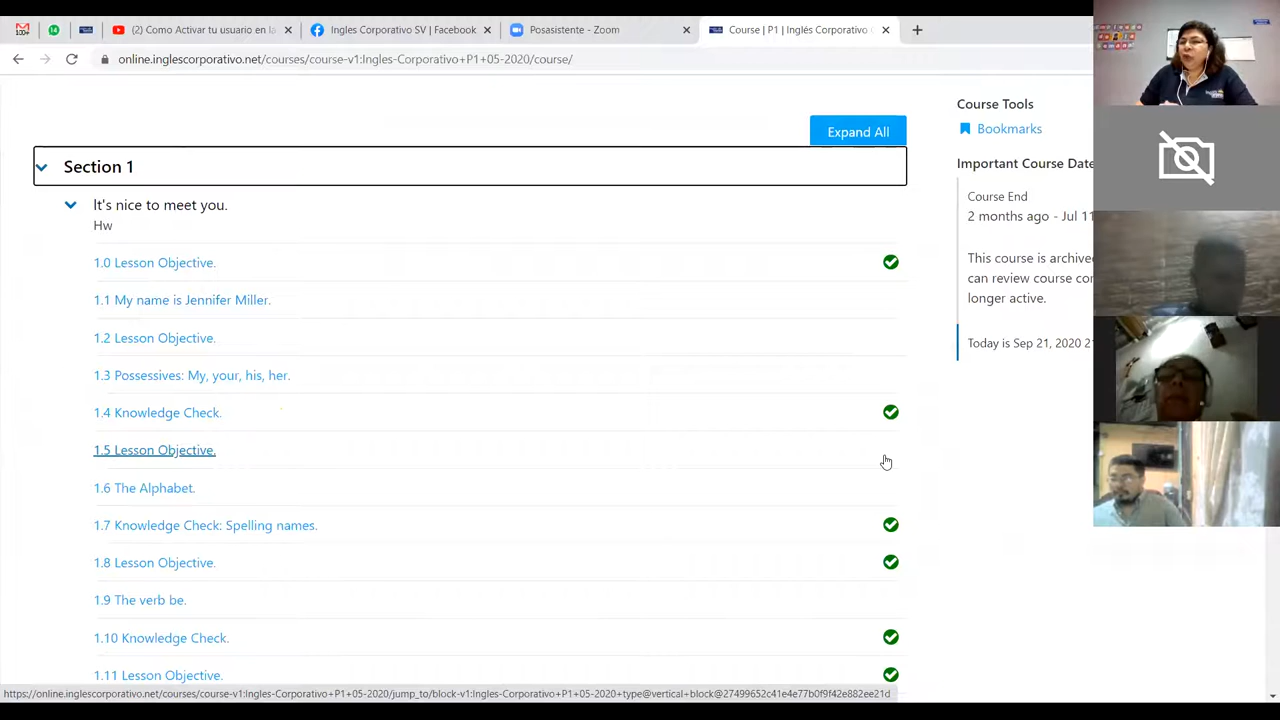 100+
14
(2) Como Activar tu usuario en l
Ingles Corporativo SV | Facebook
Posasistente - Zoom
Course | P1 | Inglés Corporativo
online.inglescorporativo.net/courses/course-v1:Ingles-Corporativo+P1+05-2020/course/
Expand All
Section 1
It's nice to meet you.
Hw
1.0 Lesson Objective.
1.1 My name is Jennifer Miller.
1.2 Lesson Objective.
1.3 Possessives: My, your, his, her.
1.4 Knowledge Check.
1.5 Lesson Objective.
1.6 The Alphabet.
1.7 Knowledge Check: Spelling names.
1.8 Lesson Objective.
1.9 The verb be.
1.10 Knowledge Check.
1.11 Lesson Objective.
Course Tools
Bookmarks
Important Course Date
Course End
2 months ago - Jul 11
This course is archive
can review course con
longer active.
Today is Sep 21, 2020 2
https://online.inglescorporativo.net/courses/course-v1:Ingles-Corporativo+P1+05-2020/jump_to/block-v1:Ingles-Corporativo+P1+05-2020+type@vertical+block@27499652c41e4e77b0f9f42e882ee21d